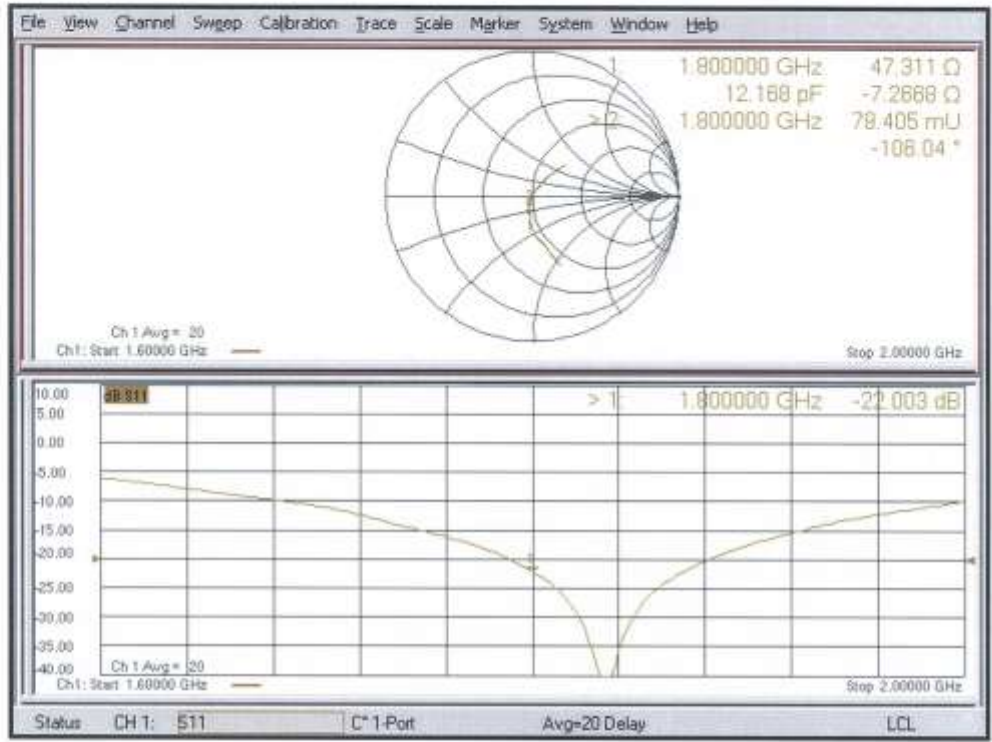 File View Channel Sweep Calibration Trace Scale Marker System Window Help
1 1.800000 GHz 47.311 Ω
12.168 pF -7.2668 Ω
> 2 1.800000 GHz 78.405 mU
-108.04 °
Ch 1 Avg = 20
Ch1: Start 1.60000 GHz
Stop 2.00000 GHz
dB S11
> 1: 1.800000 GHz -22.003 dB
10.00
5.00
0.00
-5.00
-10.00
-15.00
-20.00
-25.00
-30.00
-35.00
-40.00
Ch 1 Avg = 20
Ch1: Start 1.60000 GHz
Stop 2.00000 GHz
Status CH 1: S11 C* 1-Port Avg=20 Delay LCL